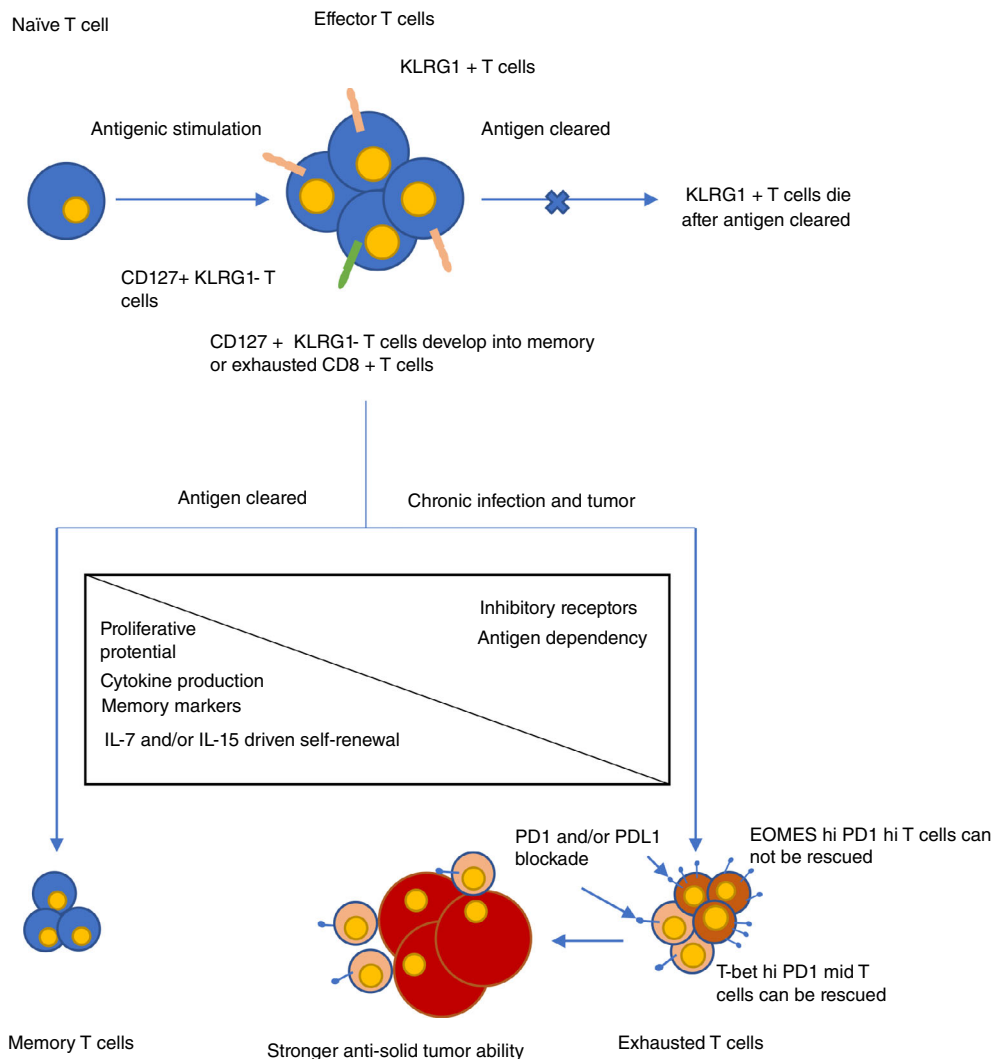 Naïve T cell
Effector T cells
KLRG1 + T cells
Antigenic stimulation
Antigen cleared
KLRG1 + T cells die
after antigen cleared
CD127+ KLRG1- T
cells
CD127 + KLRG1- T cells develop into memory
or exhausted CD8 + T cells
Antigen cleared
Chronic infection and tumor
Inhibitory receptors
Antigen dependency
Proliferative
potential
Cytokine production
Memory markers
IL-7 and/or IL-15 driven self-renewal
PD1 and/or PDL1
blockade
EOMES hi PD1 hi T cells can
not be rescued
T-bet hi PD1 mid T
cells can be rescued
Memory T cells
Stronger anti-solid tumor ability
Exhausted T cells